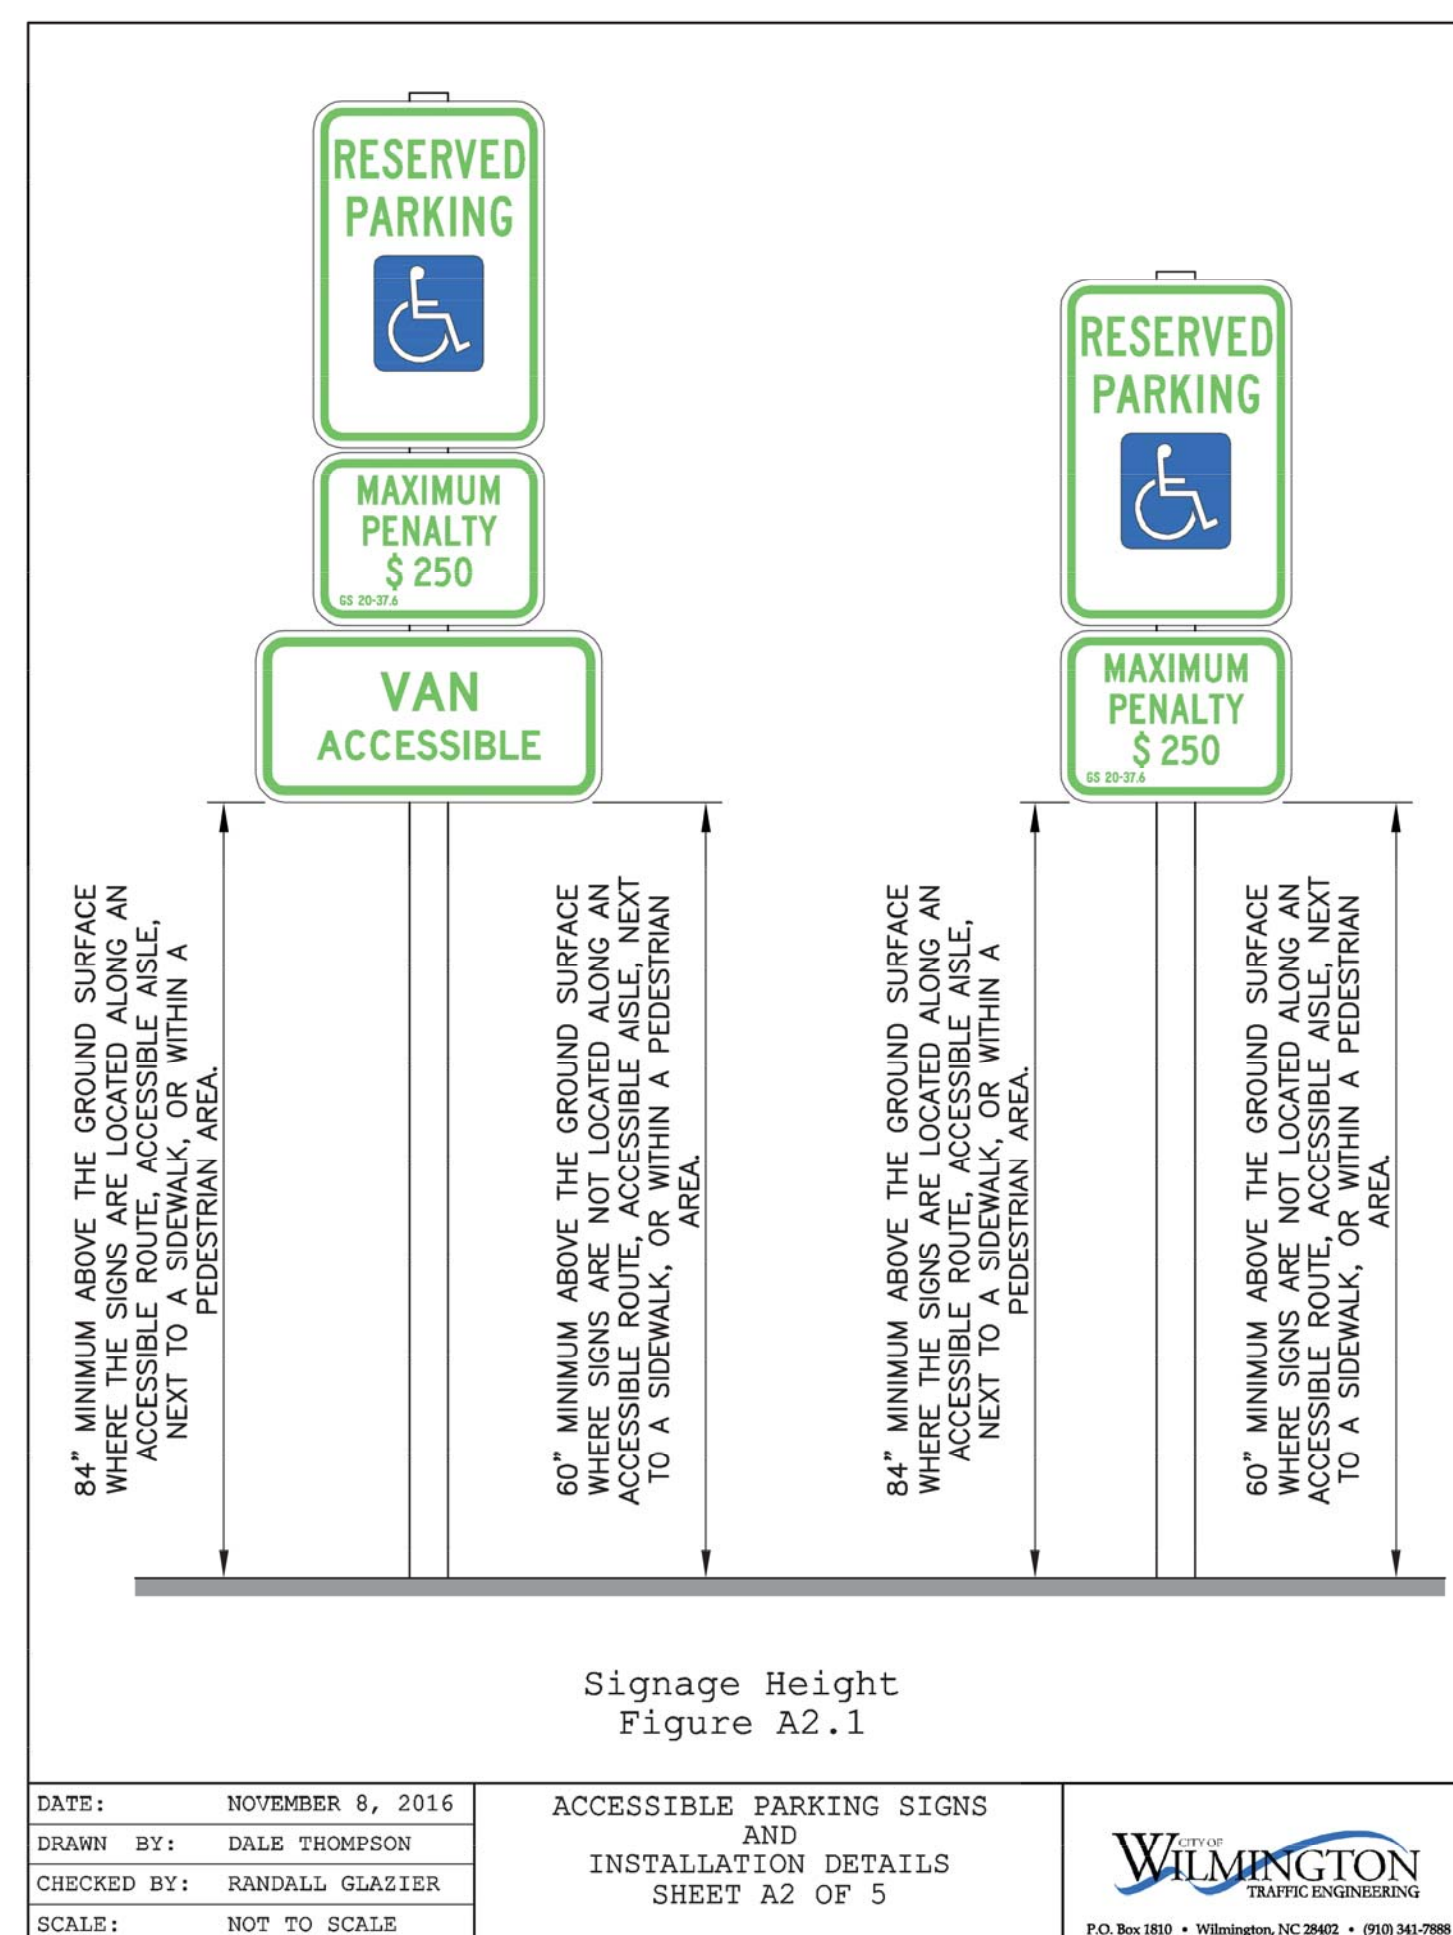 RESERVED
PARKING
MAXIMUM
PENALTY
$ 250
GS 20-37.6
VAN
ACCESSIBLE
RESERVED
PARKING
MAXIMUM
PENALTY
$ 250
GS 20-37.6
84” MINIMUM ABOVE THE GROUND SURFACE
WHERE THE SIGNS ARE LOCATED ALONG AN
ACCESSIBLE ROUTE, ACCESSIBLE AISLE,
NEXT TO A SIDEWALK, OR WITHIN A
PEDESTRIAN AREA.
60” MINIMUM ABOVE THE GROUND SURFACE
WHERE SIGNS ARE NOT LOCATED ALONG AN
ACCESSIBLE ROUTE, ACCESSIBLE AISLE, NEXT
TO A SIDEWALK, OR WITHIN A PEDESTRIAN
AREA.
84” MINIMUM ABOVE THE GROUND SURFACE
WHERE THE SIGNS ARE LOCATED ALONG AN
ACCESSIBLE ROUTE, ACCESSIBLE AISLE,
NEXT TO A SIDEWALK, OR WITHIN A
PEDESTRIAN AREA.
60” MINIMUM ABOVE THE GROUND SURFACE
WHERE SIGNS ARE NOT LOCATED ALONG AN
ACCESSIBLE ROUTE, ACCESSIBLE AISLE, NEXT
TO A SIDEWALK, OR WITHIN A PEDESTRIAN
AREA.
Signage Height
Figure A2.1
DATE: NOVEMBER 8, 2016
DRAWN BY: DALE THOMPSON
CHECKED BY: RANDALL GLAZIER
SCALE: NOT TO SCALE
ACCESSIBLE PARKING SIGNS
AND
INSTALLATION DETAILS
SHEET A2 OF 5
CITY OF
WILMINGTON
TRAFFIC ENGINEERING
P.O. Box 1810 • Wilmington, NC 28402 • (910) 341-7888